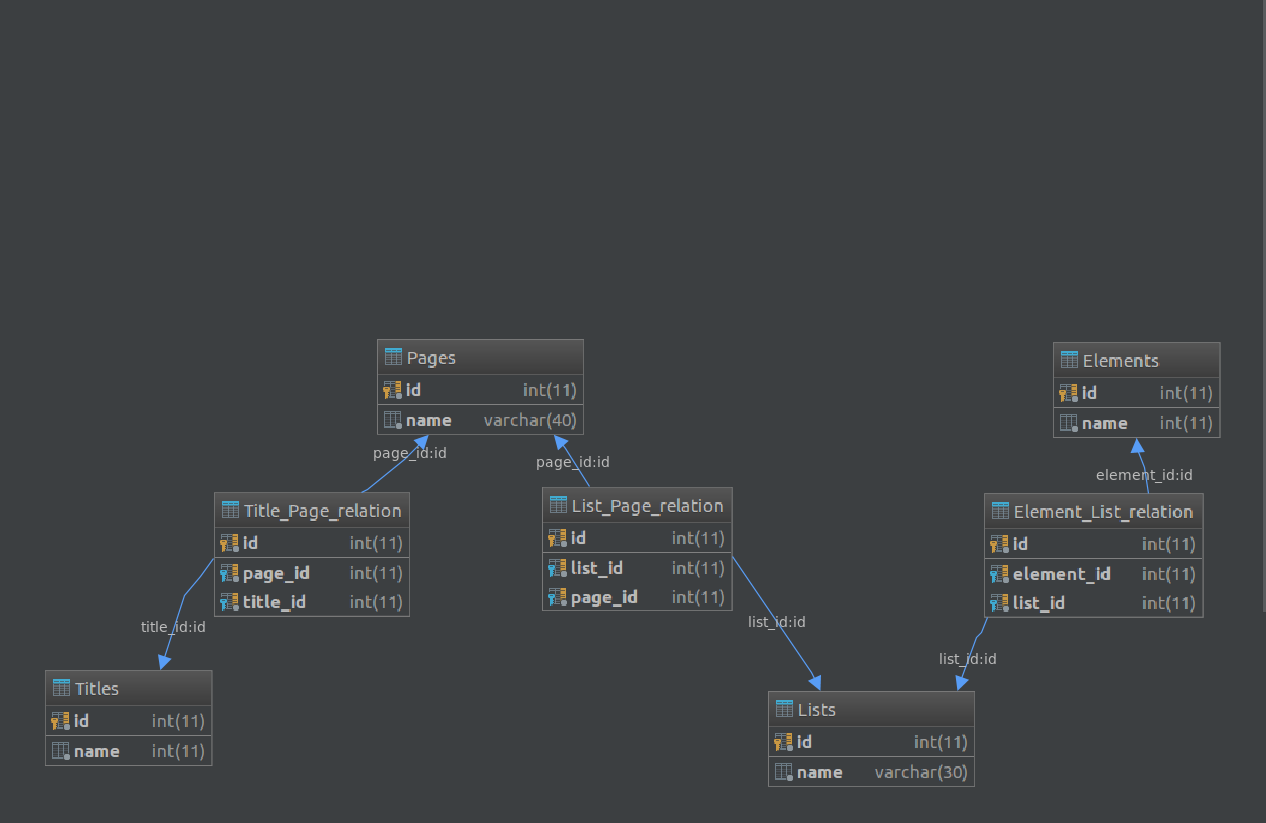 Pages
id int(11)
name varchar(40)
Elements
id int(11)
name int(11)
page_id:id
page_id:id
element_id:id
Title_Page_relation
id int(11)
page_id int(11)
title_id int(11)
List_Page_relation
id int(11)
list_id int(11)
page_id int(11)
Element_List_relation
id int(11)
element_id int(11)
list_id int(11)
title_id:id
list_id:id
list_id:id
Titles
id int(11)
name int(11)
Lists
id int(11)
name varchar(30)